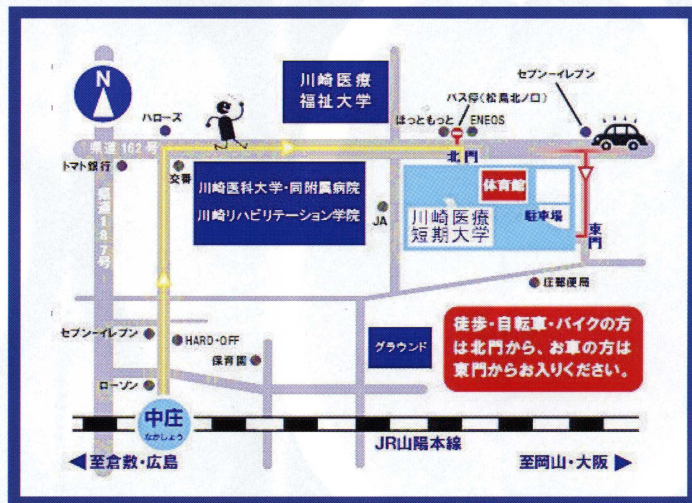 N
川崎医療
福祉大学
セブンーイレブン
バス停(松島北ノ口)
ほっともっと
ENEOS
ハローズ
県道162号
北門
トマト銀行
交番
川崎医科大学・同附属病院
川崎リハビリテーション学院
体育館
JA
川崎医療
短期大学
駐車場
東門
県道187号
庄郵便局
セブンーイレブン
HARD・OFF
保育園
グラウンド
徒歩・自転車・バイクの方
は北門から、お車の方は
東門からお入りください。
ローソン
中庄
なかしょう
JR山陽本線
至倉敷・広島
至岡山・大阪